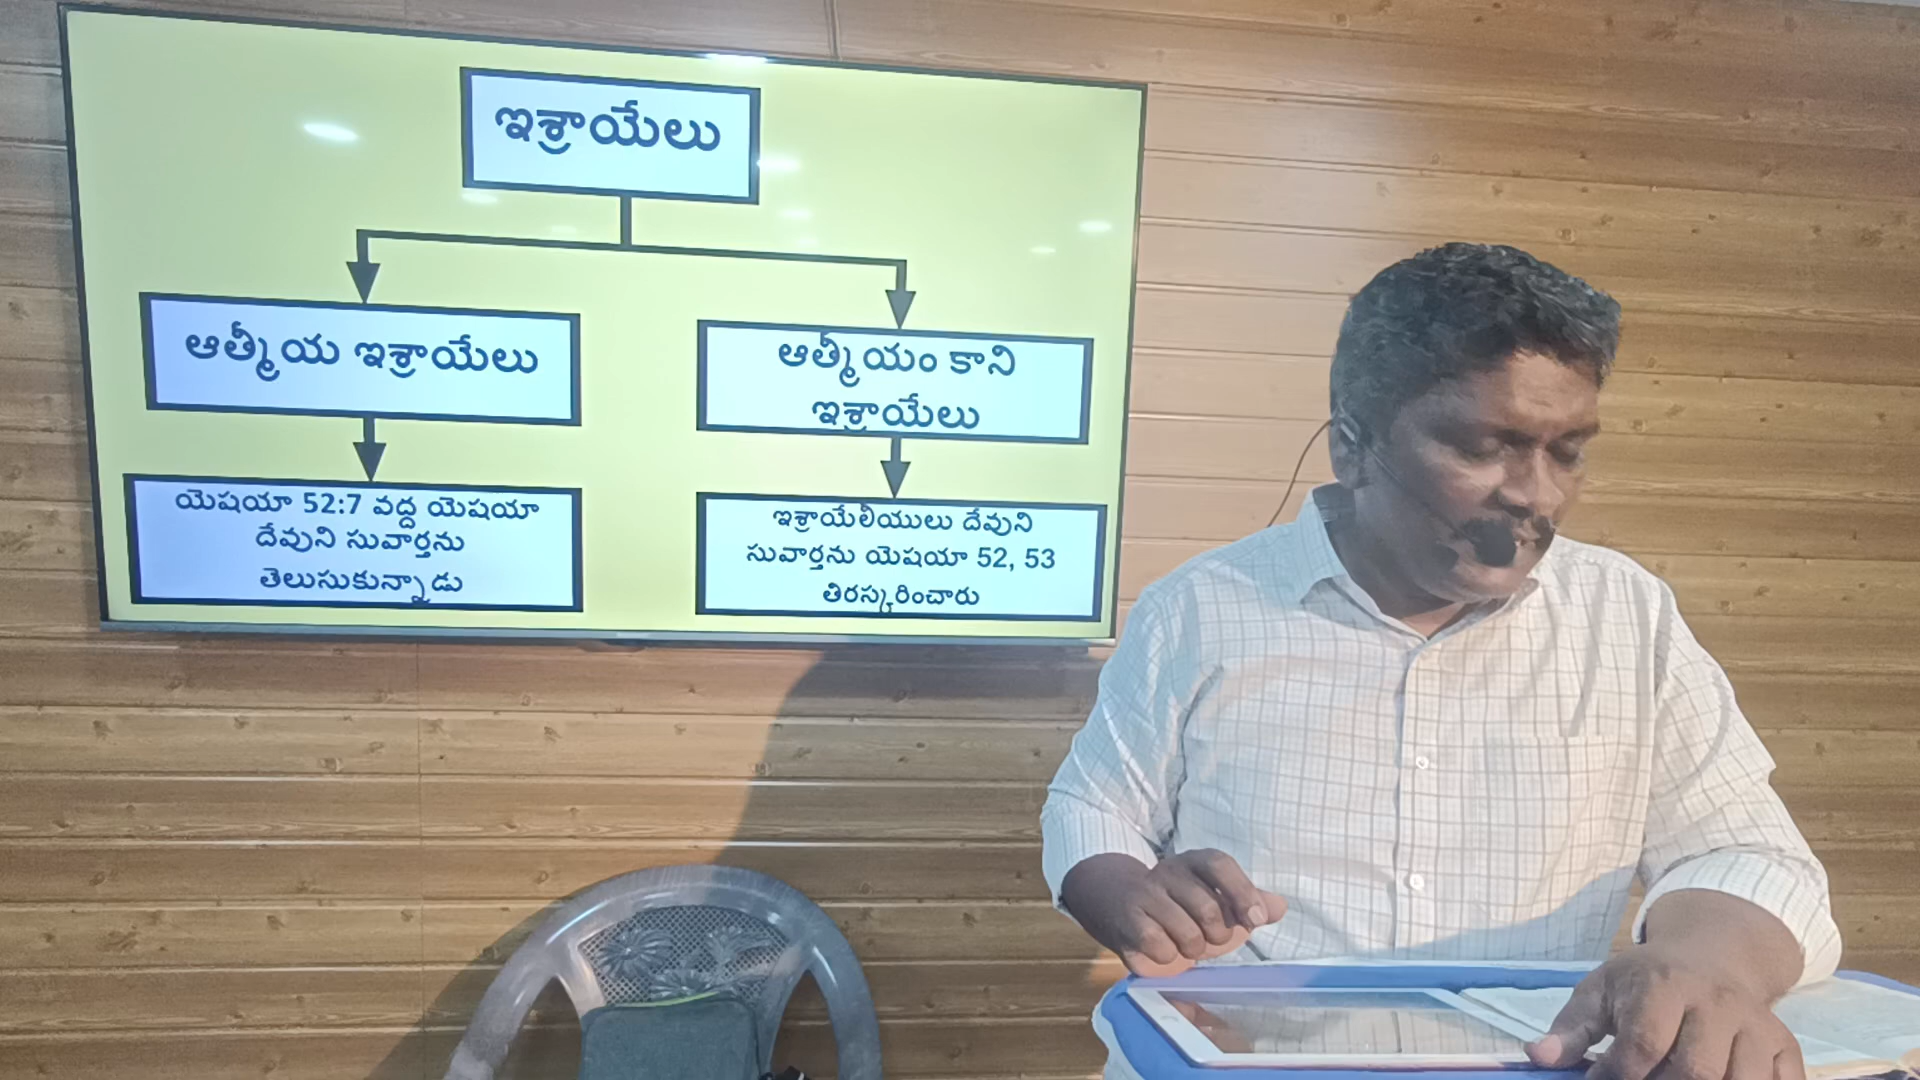 ఇశ్రాయేలు
ఆత్మీయ ఇశ్రాయేలు
ఆత్మీయం కాని
ఇశ్రాయేలు
యెషయా 52:7 వద్ద యెషయా
దేవుని సువార్తను
తెలుసుకున్నాడు
ఇశ్రాయేలీయులు దేవుని
సువార్తను యెషయా 52, 53
తిరస్కరించారు